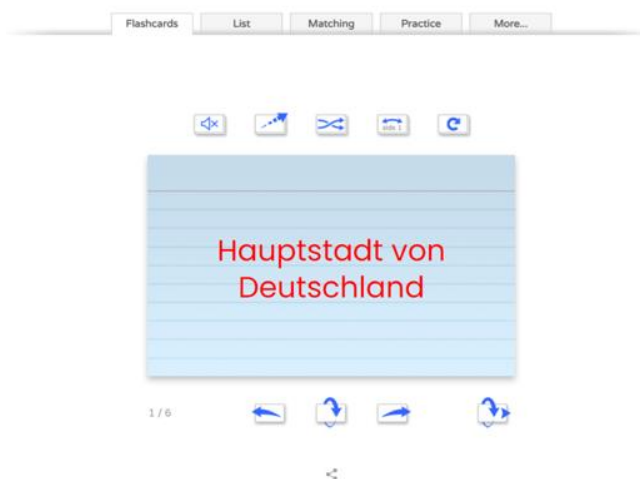 Flashcards List Matching Practice More...
side 1
Hauptstadt von
Deutschland
1 / 6